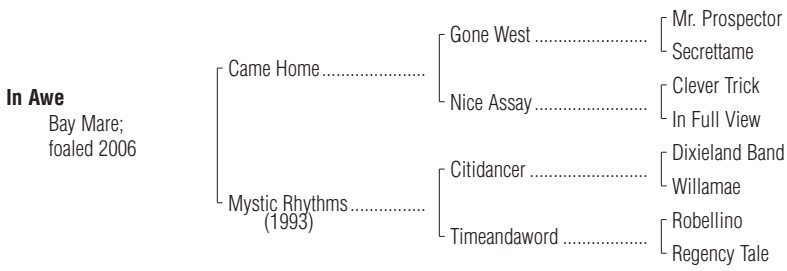 In Awe
Bay Mare;
foaled 2006
Came Home......................
Mystic Rhythms................
(1993)
Gone West ........................
Nice Assay ........................
Citidancer .........................
Timeandaword ..................
Mr. Prospector
Secrettame
Clever Trick
In Full View
Dixieland Band
Willamae
Robellino
Regency Tale